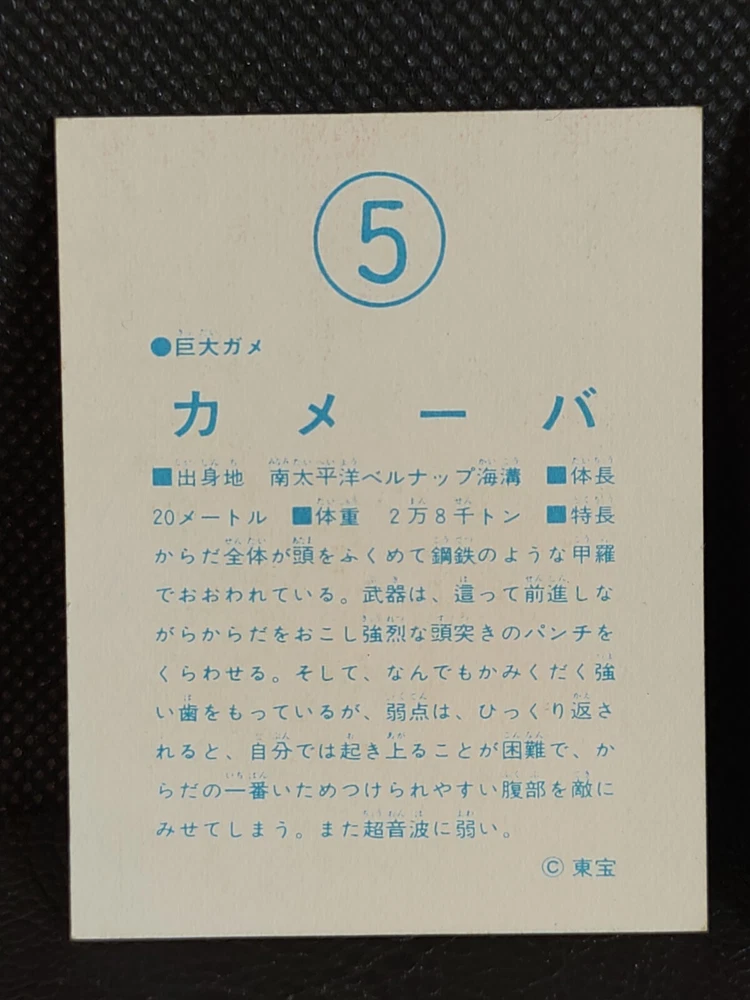 5
●巨大ガメ
カメーバ
■出身地 南太平洋ベルナップ海溝 ■体長
20メートル ■体重 2万8千トン ■特長
からだ全体が頭をふくめて鋼鉄のような甲羅
でおおわれている。武器は、這って前進しな
がらからだをおこし強烈な頭突きのパンチを
くらわせる。そして、なんでもかみくだく強
い歯をもっているが、弱点は、ひっくり返さ
れると、自分では起き上ることが困難で、か
らだの一番いためつけられやすい腹部を敵に
みせてしまう。また超音波に弱い。
© 東宝